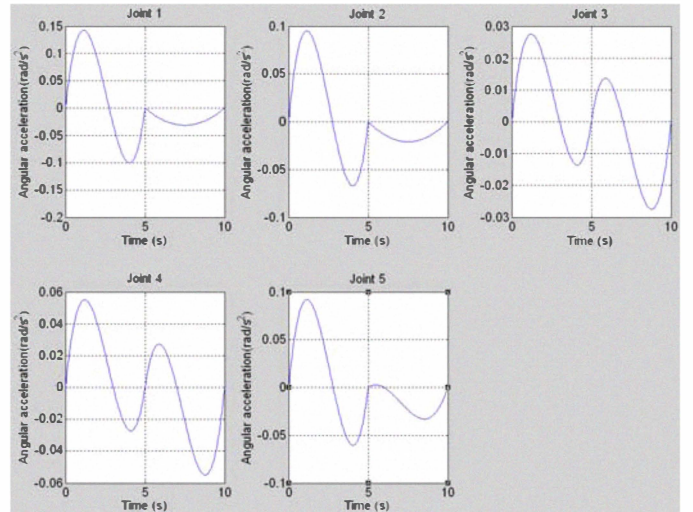 Joint 1
Angular acceleration(rad/s²)
0.15
0.1
0.05
0
-0.05
-0.1
-0.15
-0.2
0 5 10
Time (s)
Joint 2
Angular acceleration(rad/s²)
0.1
0.05
0
-0.05
-0.1
0 5 10
Time (s)
Joint 3
Angular acceleration(rad/s²)
0.03
0.02
0.01
0
-0.01
-0.02
-0.03
0 5 10
Time (s)
Joint 4
Angular acceleration(rad/s²)
0.06
0.04
0.02
0
-0.02
-0.04
-0.06
0 5 10
Time (s)
Joint 5
Angular acceleration(rad/s²)
0.1
0.05
0
-0.05
-0.1
0 5 10
Time (s)